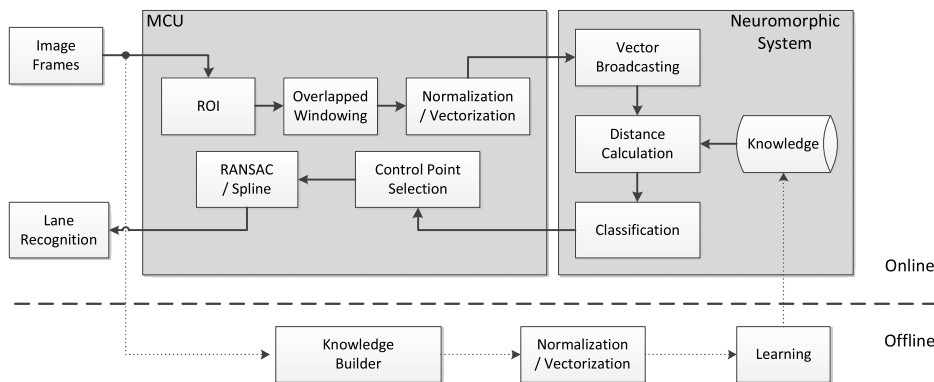 MCU
Neuromorphic
System
Image
Frames
ROI
Overlapped
Windowing
Normalization
/ Vectorization
Vector
Broadcasting
Distance
Calculation
Knowledge
RANSAC
/ Spline
Control Point
Selection
Classification
Lane
Recognition
Online
Offline
Knowledge
Builder
Normalization
/ Vectorization
Learning